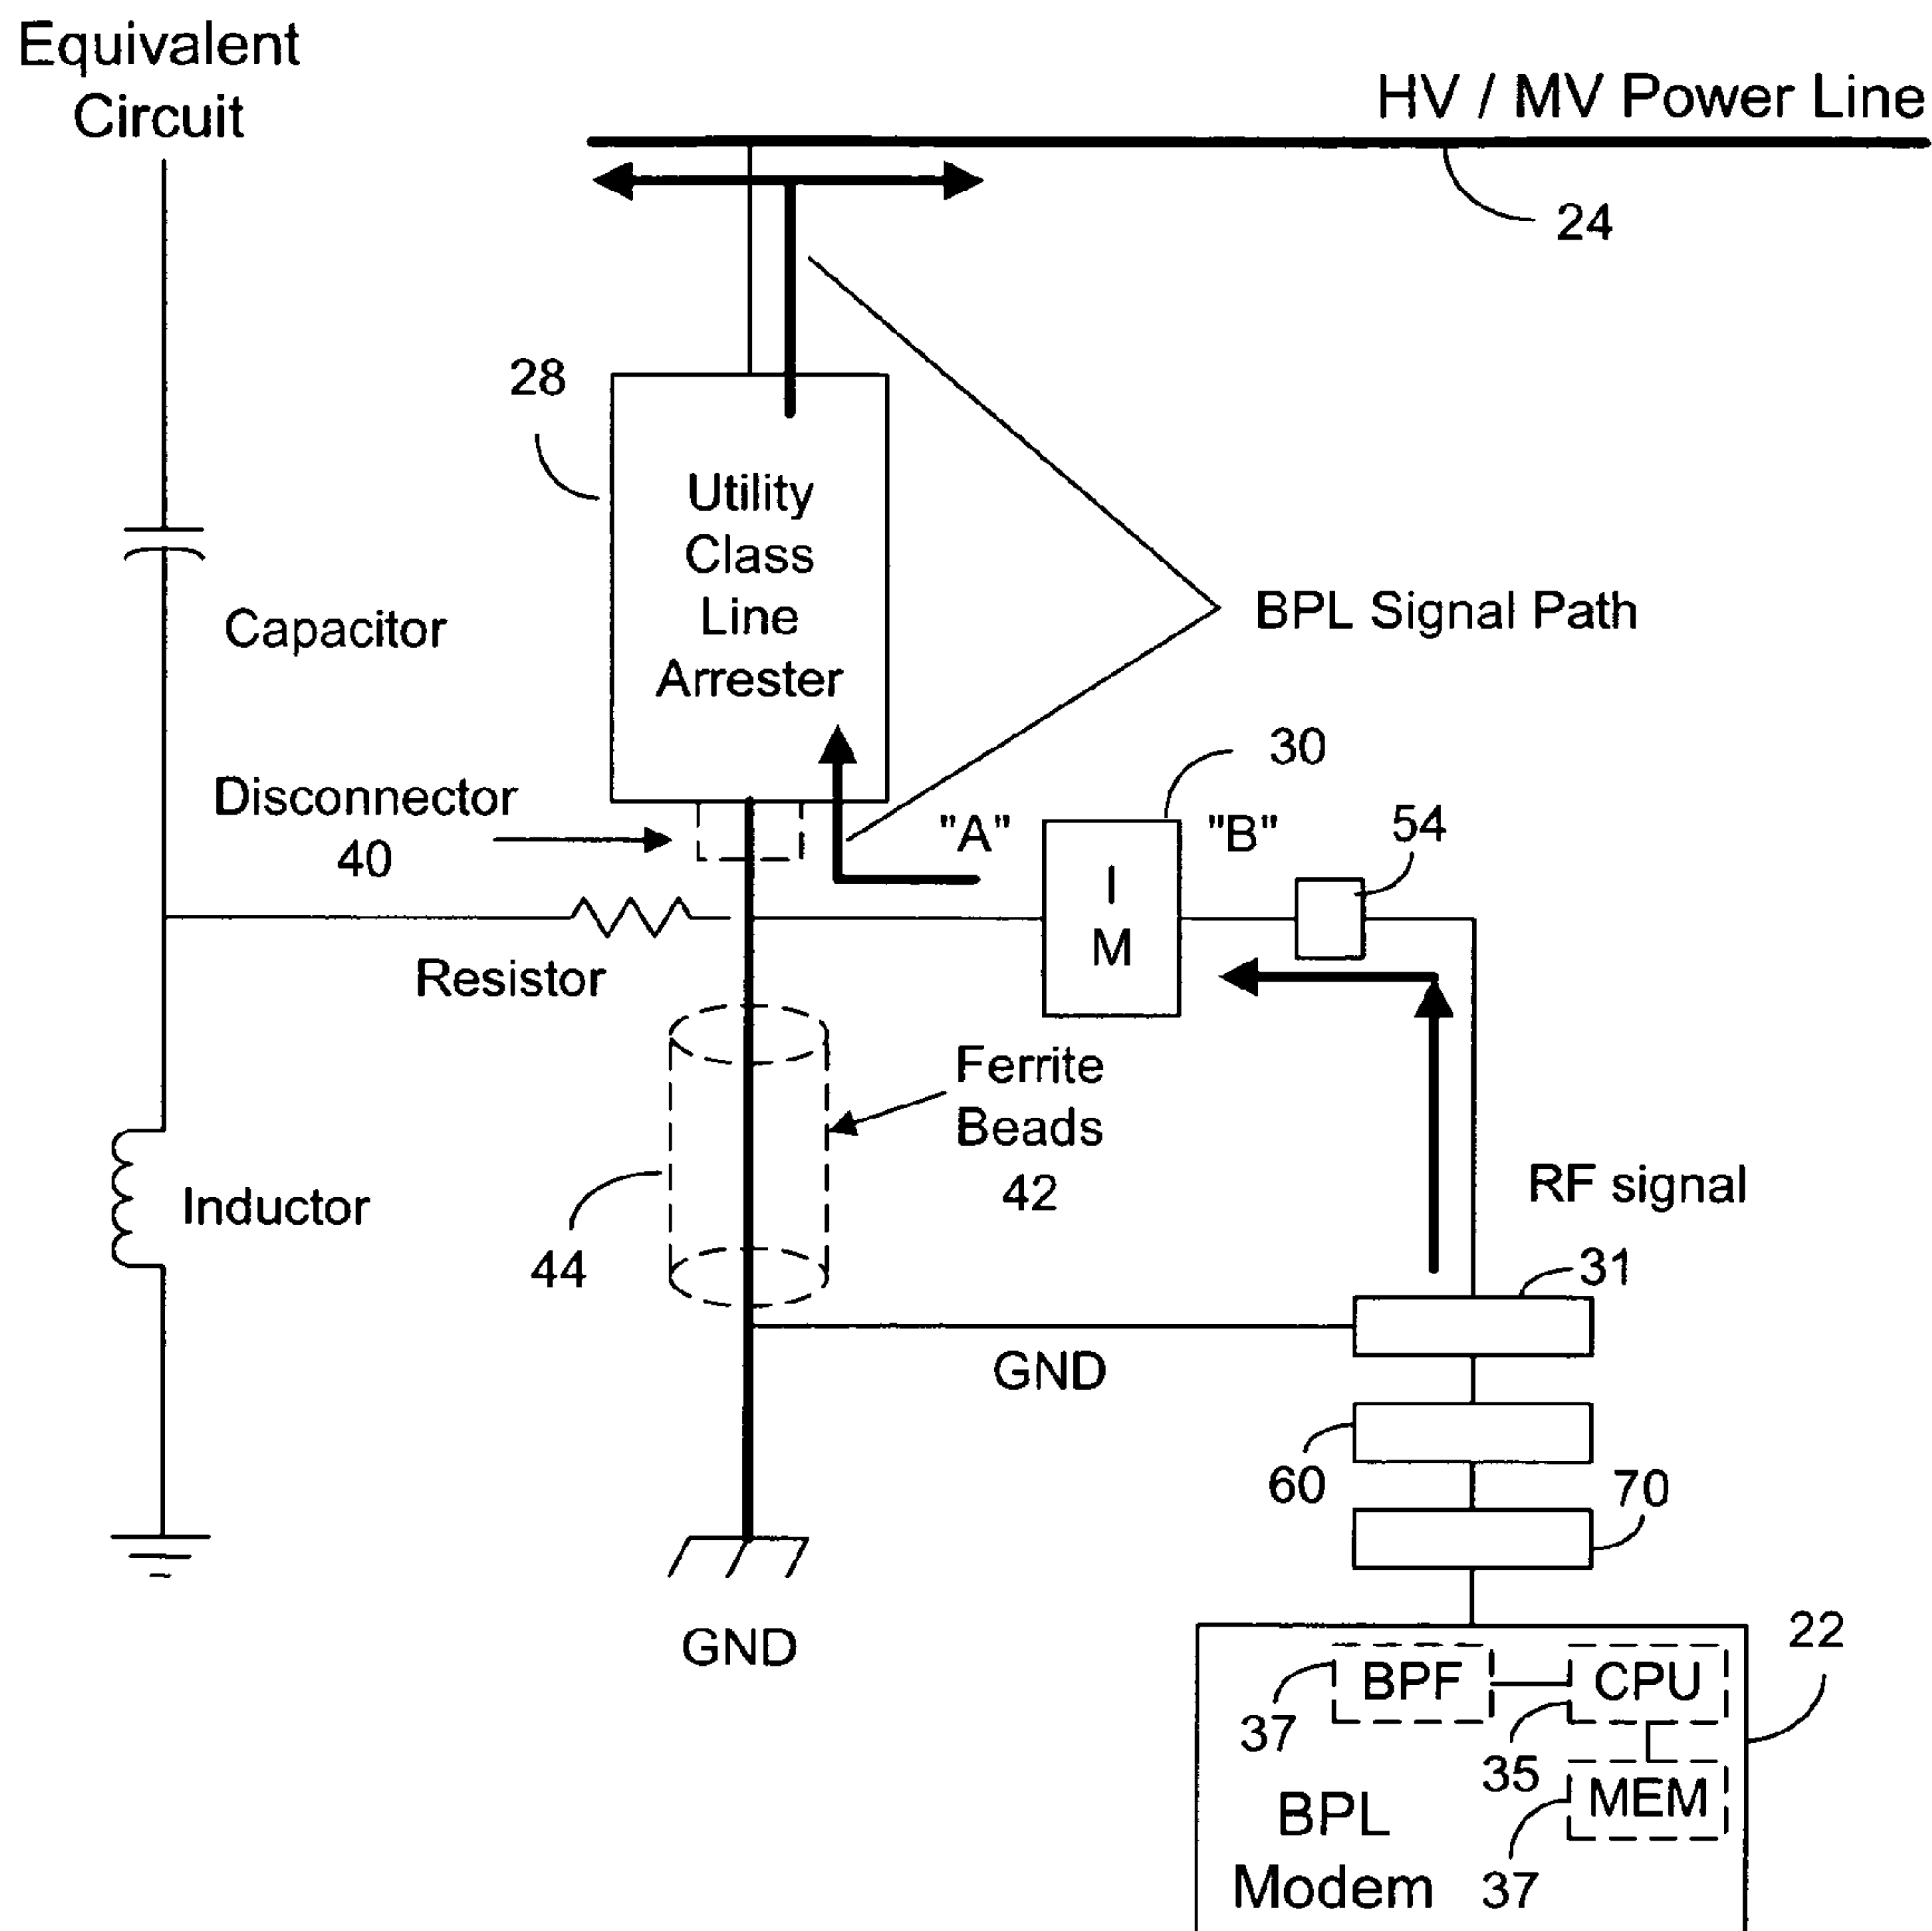 Equivalent
Circuit
HV / MV Power Line
24
28
Utility
Class
Line
Arrester
Capacitor
BPL Signal Path
30
Disconnector
40
"A"
"B"
54
I
M
Resistor
Ferrite
Beads
42
44
Inductor
RF signal
31
GND
60
70
GND
22
BPF
CPU
37
35
MEM
BPL
Modem
37